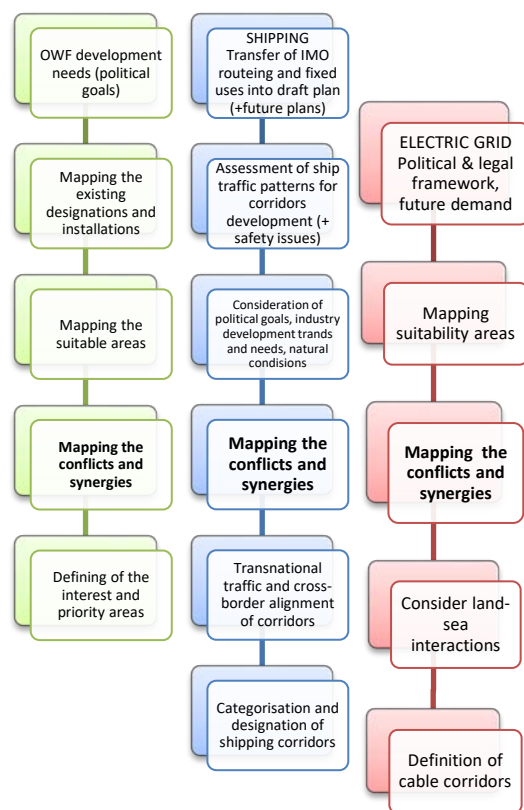 OWF development
needs (political
goals)
Mapping the
existing
designations and
installations
Mapping the
suitable areas
Mapping the
conflicts and
synergies
Defining of the
interest and
priority areas
SHIPPING
Transfer of IMO
routeing and fixed
uses into draft plan
(+future plans)
Assessment of ship
traffic patterns for
corridors
development (+
safety issues)
Consideration of
political goals, industry
development trands
and needs, natural
condisions
Mapping the
conflicts and
synergies
Transnational
traffic and cross-
border alignment
of corridors
Categorisation and
designation of
shipping corridors
ELECTRIC GRID
Political & legal
framework,
future demand
Mapping
suitability areas
Mapping the
conflicts and
synergies
Consider land-
sea
interactions
Definition of
cable corridors